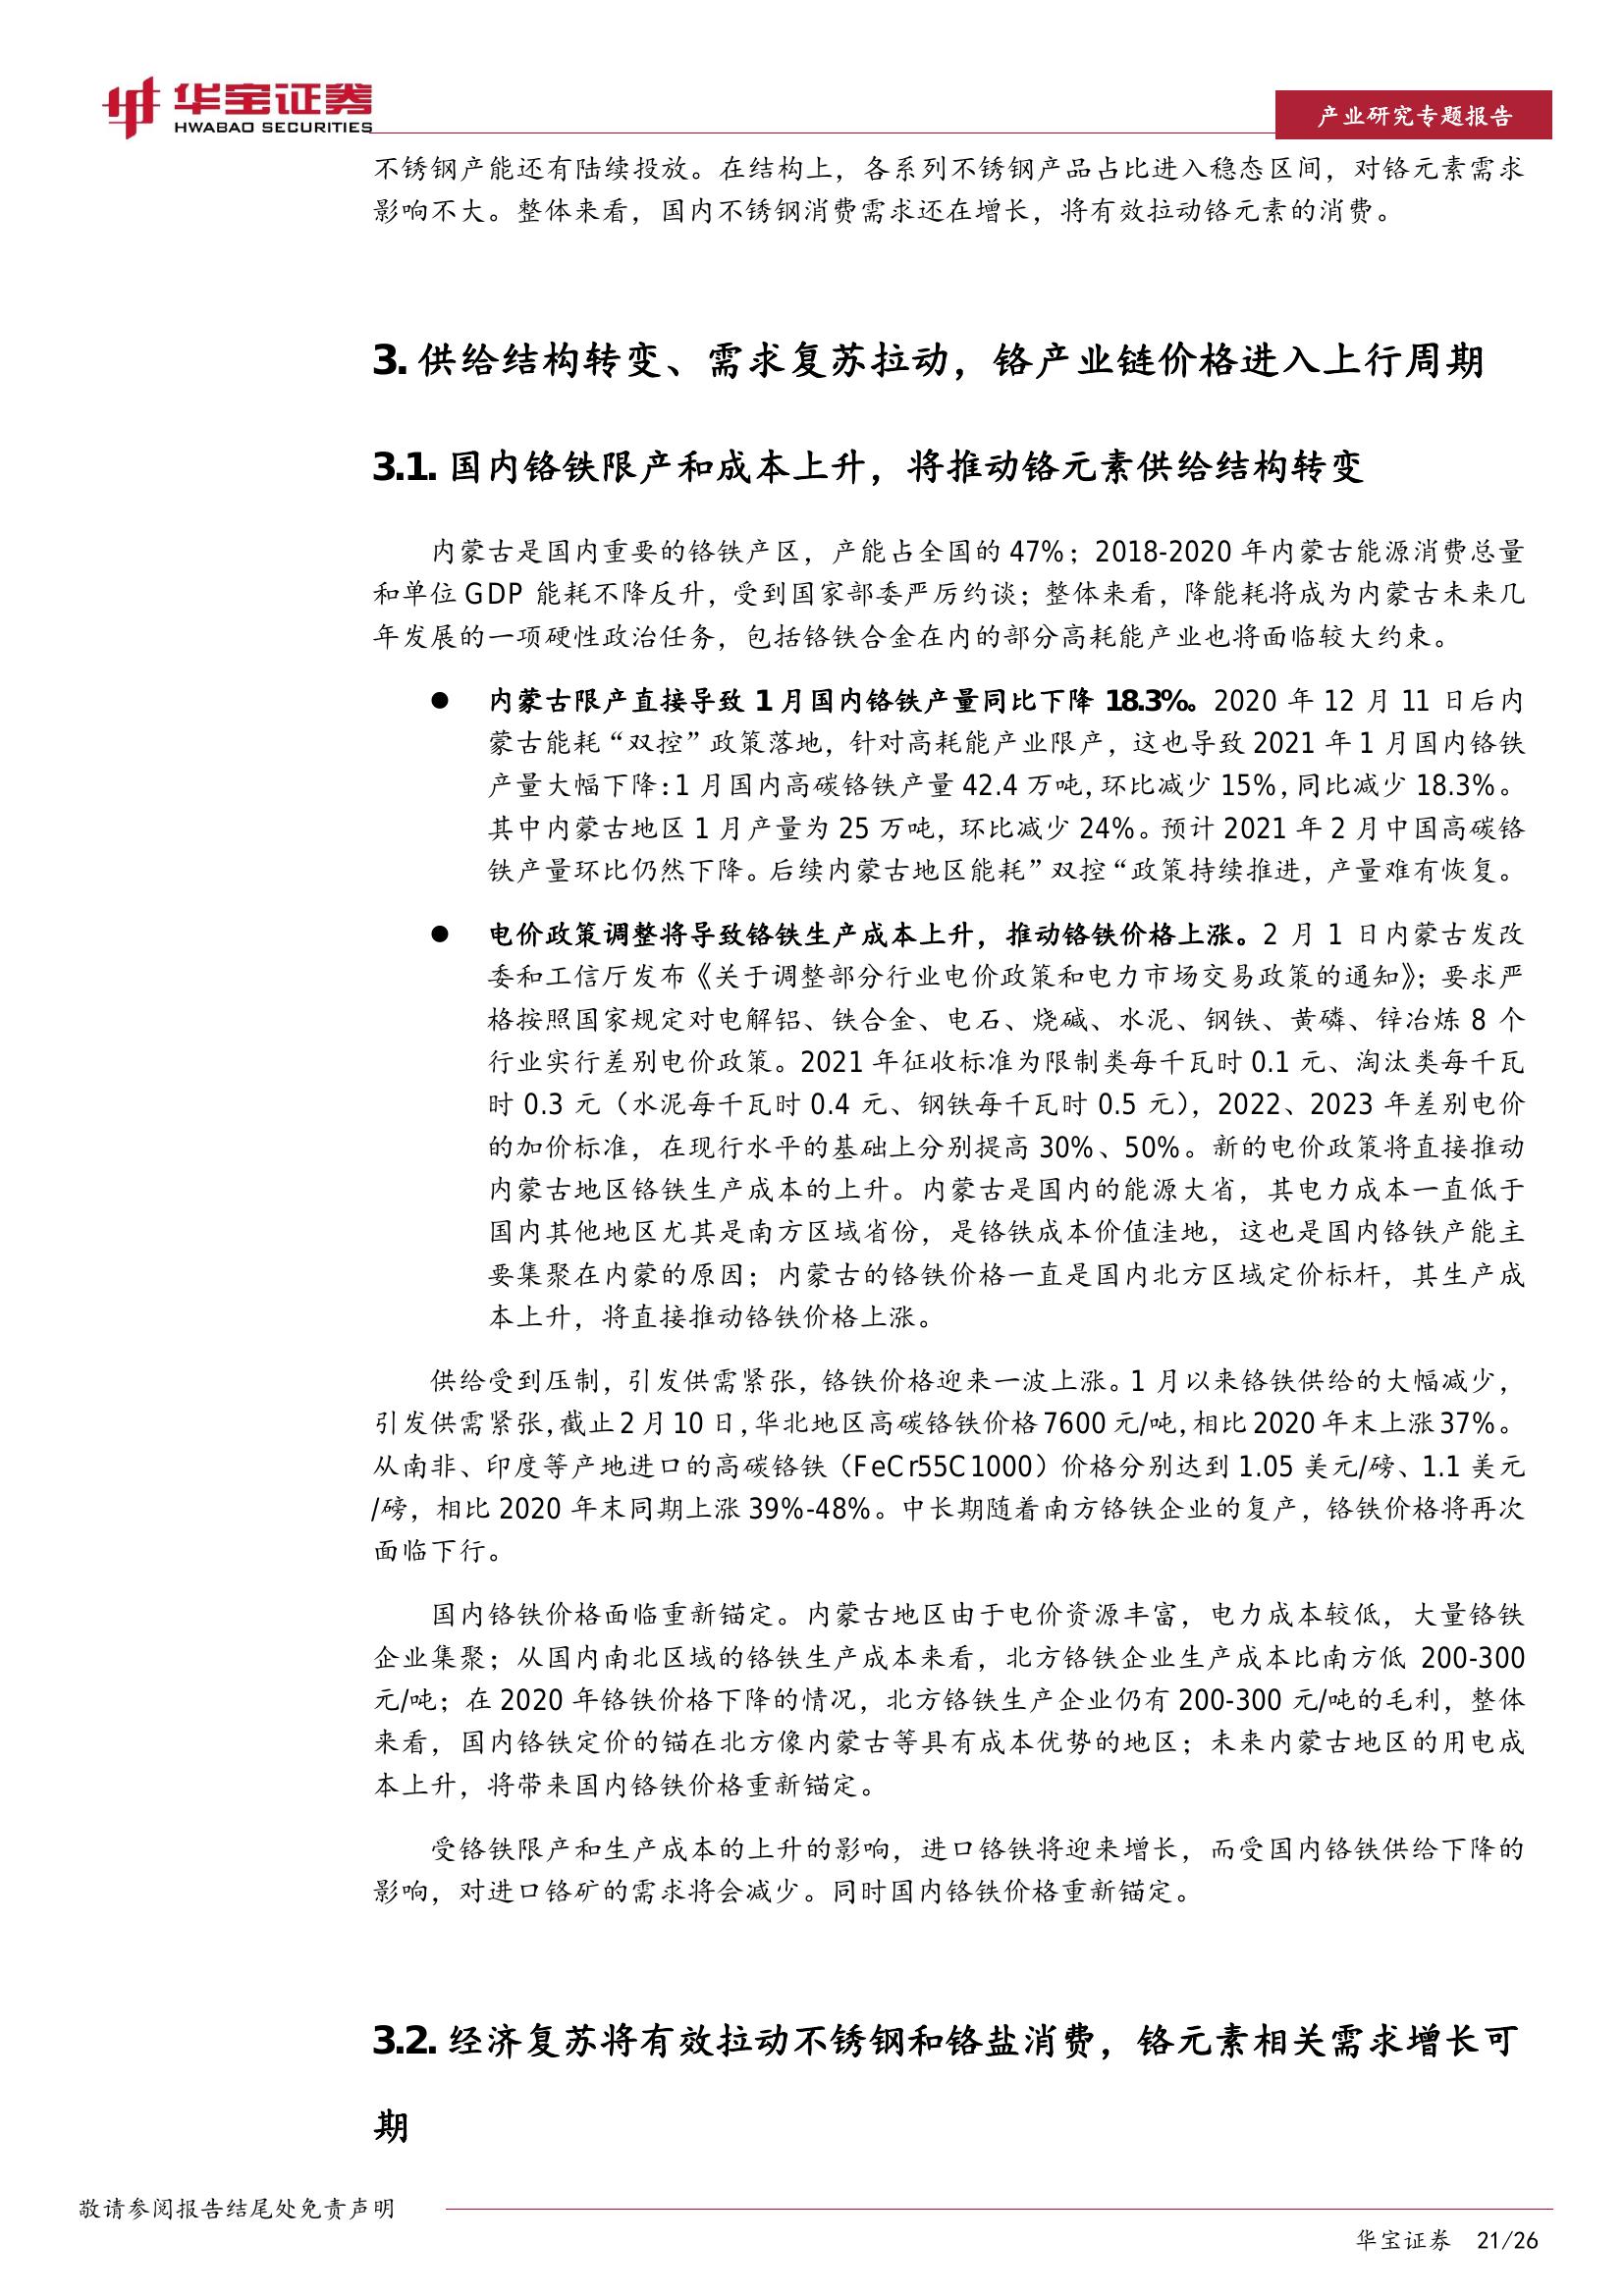 华宝证券
HWABAO SECURITIES
产业研究专题报告
不锈钢产能还有陆续投放。在结构上，各系列不锈钢产品占比进入稳态区间，对铬元素需求
影响不大。整体来看，国内不锈钢消费需求还在增长，将有效拉动铬元素的消费。
3. 供给结构转变、需求复苏拉动，铬产业链价格进入上行周期
3.1. 国内铬铁限产和成本上升，将推动铬元素供给结构转变
内蒙古是国内重要的铬铁产区，产能占全国的 47%；2018-2020 年内蒙古能源消费总量
和单位 GDP 能耗不降反升，受到国家部委严厉约谈；整体来看，降能耗将成为内蒙古未来几
年发展的一项硬性政治任务，包括铬铁合金在内的部分高耗能产业也将面临较大约束。
● 内蒙古限产直接导致 1 月国内铬铁产量同比下降 18.3%。2020 年 12 月 11 日后内
蒙古能耗“双控”政策落地，针对高耗能产业限产，这也导致 2021 年 1 月国内铬铁
产量大幅下降：1 月国内高碳铬铁产量 42.4 万吨，环比减少 15%，同比减少 18.3%。
其中内蒙古地区 1 月产量为 25 万吨，环比减少 24%。预计 2021 年 2 月中国高碳铬
铁产量环比仍然下降。后续内蒙古地区能耗”双控“政策持续推进，产量难有恢复。
● 电价政策调整将导致铬铁生产成本上升，推动铬铁价格上涨。2 月 1 日内蒙古发改
委和工信厅发布《关于调整部分行业电价政策和电力市场交易政策的通知》；要求严
格按照国家规定对电解铝、铁合金、电石、烧碱、水泥、钢铁、黄磷、锌冶炼 8 个
行业实行差别电价政策。2021 年征收标准为限制类每千瓦时 0.1 元、淘汰类每千瓦
时 0.3 元（水泥每千瓦时 0.4 元、钢铁每千瓦时 0.5 元），2022、2023 年差别电价
的加价标准，在现行水平的基础上分别提高 30%、50%。新的电价政策将直接推动
内蒙古地区铬铁生产成本的上升。内蒙古是国内的能源大省，其电力成本一直低于
国内其他地区尤其是南方区域省份，是铬铁成本价值洼地，这也是国内铬铁产能主
要集聚在内蒙的原因；内蒙古的铬铁价格一直是国内北方区域定价标杆，其生产成
本上升，将直接推动铬铁价格上涨。
供给受到压制，引发供需紧张，铬铁价格迎来一波上涨。1 月以来铬铁供给的大幅减少，
引发供需紧张，截止 2 月 10 日，华北地区高碳铬铁价格 7600 元/吨，相比 2020 年末上涨 37%。
从南非、印度等产地进口的高碳铬铁（FeCr55C1000）价格分别达到 1.05 美元/磅、1.1 美元
/磅，相比 2020 年末同期上涨 39%-48%。中长期随着南方铬铁企业的复产，铬铁价格将再次
面临下行。
国内铬铁价格面临重新锚定。内蒙古地区由于电价资源丰富，电力成本较低，大量铬铁
企业集聚；从国内南北区域的铬铁生产成本来看，北方铬铁企业生产成本比南方低 200-300
元/吨；在 2020 年铬铁价格下降的情况，北方铬铁生产企业仍有 200-300 元/吨的毛利，整体
来看，国内铬铁定价的锚在北方像内蒙古等具有成本优势的地区；未来内蒙古地区的用电成
本上升，将带来国内铬铁价格重新锚定。
受铬铁限产和生产成本的上升的影响，进口铬铁将迎来增长，而受国内铬铁供给下降的
影响，对进口铬矿的需求将会减少。同时国内铬铁价格重新锚定。
3.2. 经济复苏将有效拉动不锈钢和铬盐消费，铬元素相关需求增长可
期
敬请参阅报告结尾处免责声明
华宝证券 21/26